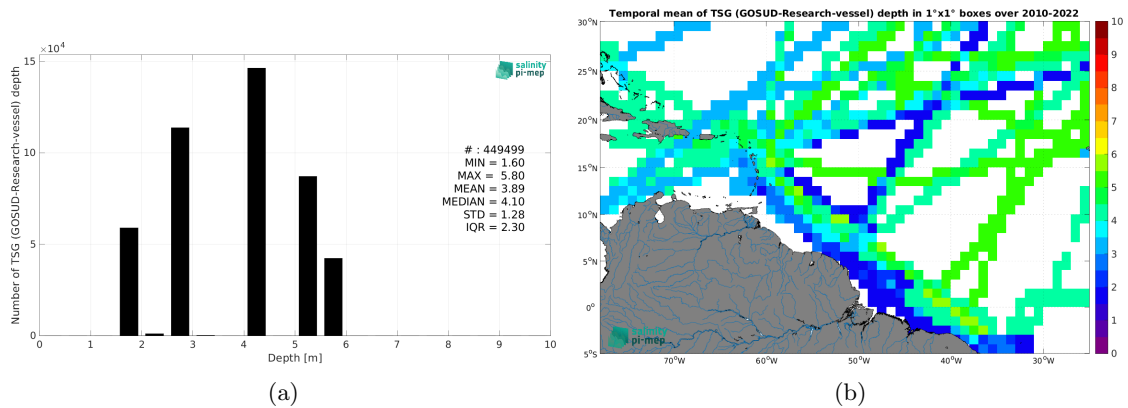 ×10⁴
15
10
5
0
Number of TSG (GOSUD-Research-vessel) depth
salinity
pi-mep
# : 449499
MIN = 1.60
MAX = 5.80
MEAN = 3.89
MEDIAN = 4.10
STD = 1.28
IQR = 2.30
0 1 2 3 4 5 6 7 8 9 10
Depth [m]
(a)
Temporal mean of TSG (GOSUD-Research-vessel) depth in 1°x1° boxes over 2010-2022
30°N
25°N
20°N
15°N
10°N
5°N
0°
5°S
70°W 60°W 50°W 40°W 30°W
salinity
pi-mep
10
9
8
7
6
5
4
3
2
1
0
(b)